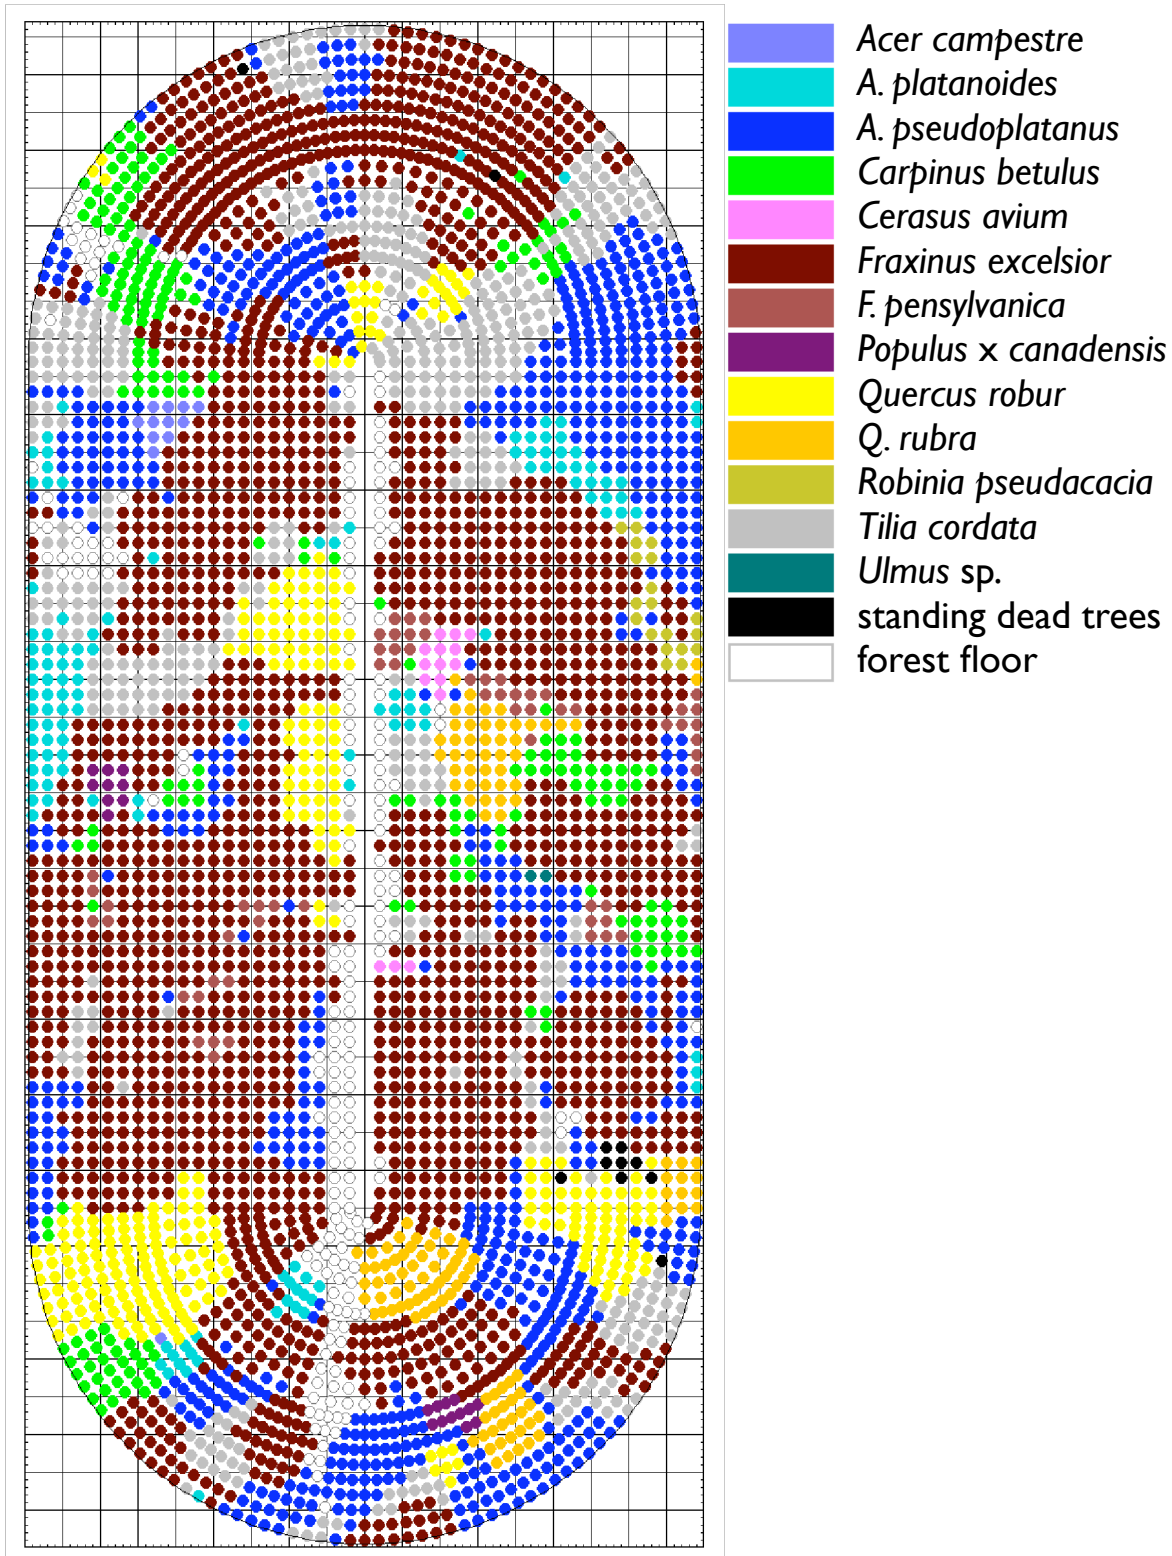 Acer campestre
A. platanoides
A. pseudoplatanus
Carpinus betulus
Cerasus avium
Fraxinus excelsior
F. pensylvanica
Populus x canadensis
Quercus robur
Q. rubra
Robinia pseudacacia
Tilia cordata
Ulmus sp.
standing dead trees
forest floor